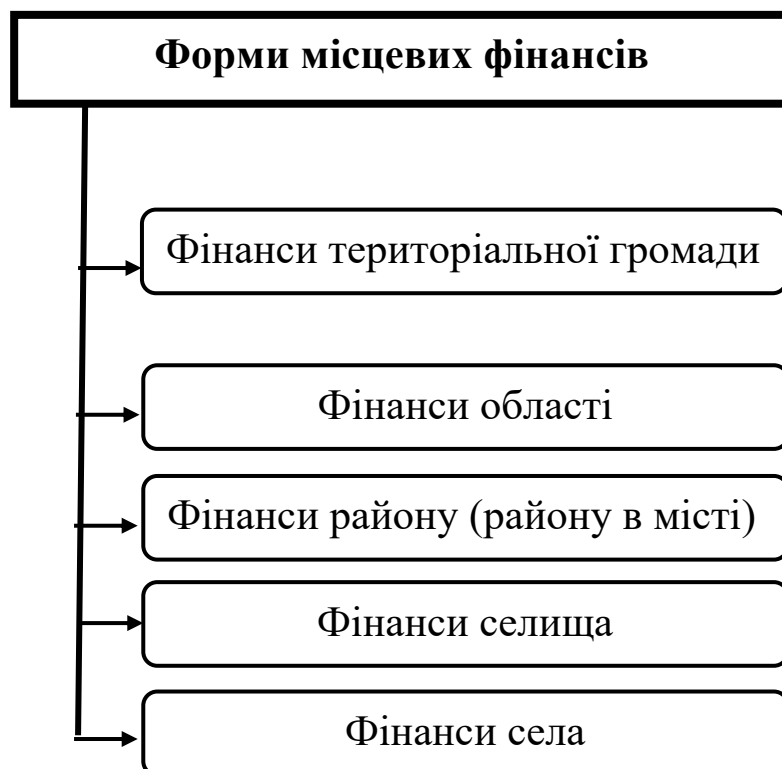 Форми місцевих фінансів
Фінанси територіальної громади
Фінанси області
Фінанси району (району в місті)
Фінанси селища
Фінанси села